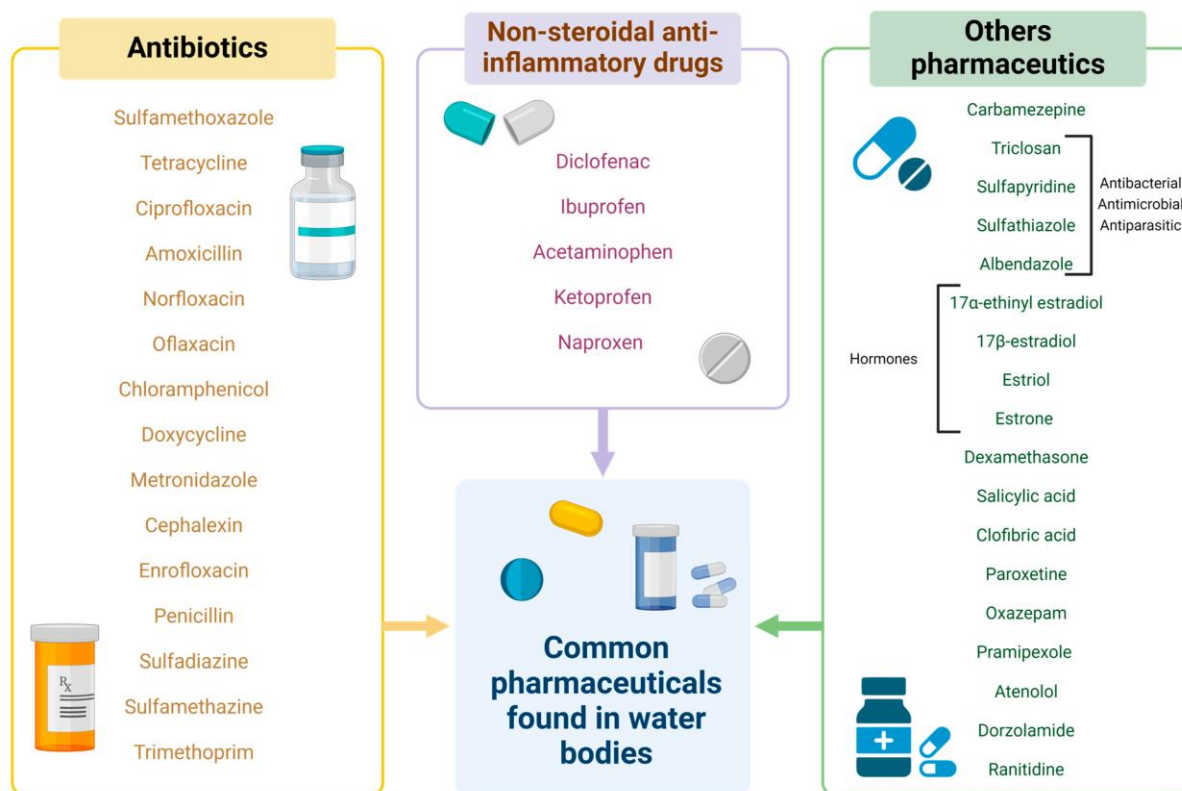 Antibiotics
Sulfamethoxazole
Tetracycline
Ciprofloxacin
Amoxicillin
Norfloxacin
Oflaxacin
Chloramphenicol
Doxycycline
Metronidazole
Cephalexin
Enrofloxacin
Penicillin
Sulfadiazine
Sulfamethazine
Trimethoprim
Rx
Non-steroidal anti-
inflammatory drugs
Diclofenac
Ibuprofen
Acetaminophen
Ketoprofen
Naproxen
Common
pharmaceuticals
found in water
bodies
Others
pharmaceutics
Carbamezepine
Triclosan
Sulfapyridine
Sulfathiazole
Albendazole
Antibacterial
Antimicrobial
Antiparasitic
17α-ethinyl estradiol
17β-estradiol
Estriol
Estrone
Hormones
Dexamethasone
Salicylic acid
Clofibric acid
Paroxetine
Oxazepam
Pramipexole
Atenolol
Dorzolamide
Ranitidine